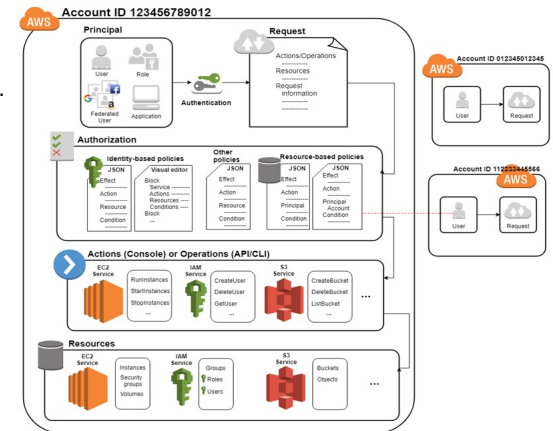 AWS
Account ID 123456789012
Principal
User
Role
Federated
User
Application
Authentication
Request
Actions/Operations
------------
Resources
------------
Request
information
------------
------------
Authorization
Identity-based policies
JSON
Effect
------------
Action
------------
Resource
------------
Condition
------------
Visual editor
Block
Service --------
Actions --------
Resources ----
Conditions ----
Block
...
Other
policies
JSON
Effect
------------
Action
------------
Resource
------------
Condition
------------
Resource-based policies
JSON
Effect
------------
Action
------------
Principal
------------
Condition
------------
JSON
Effect
------------
Action
------------
Principal
Account
Condition
------------
Actions (Console) or Operations (API/CLI)
EC2
Service
RunInstances
StartInstances
StopInstances
...
IAM
Service
CreateUser
DeleteUser
GetUser
...
S3
Service
CreateBucket
DeleteBucket
ListBucket
...
...
Resources
EC2
Service
Instances
Security
groups
Volumes
IAM
Service
Groups
Roles
Users
S3
Service
Buckets
Objects
...
AWS
Account ID 012345012345
User
Request
Account ID 112233445566
AWS
User
Request